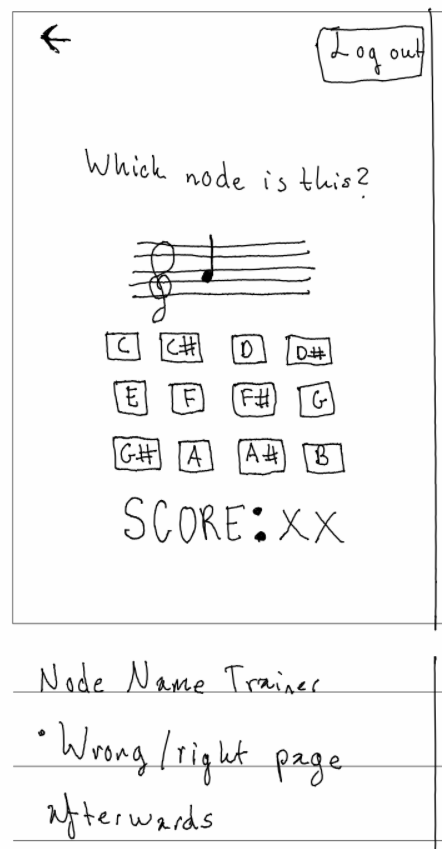 Log out
Which node is this?
C C# D D#
E F F# G
G# A A# B
SCORE: XX
Node Name Trainer
• Wrong/right page
afterwards